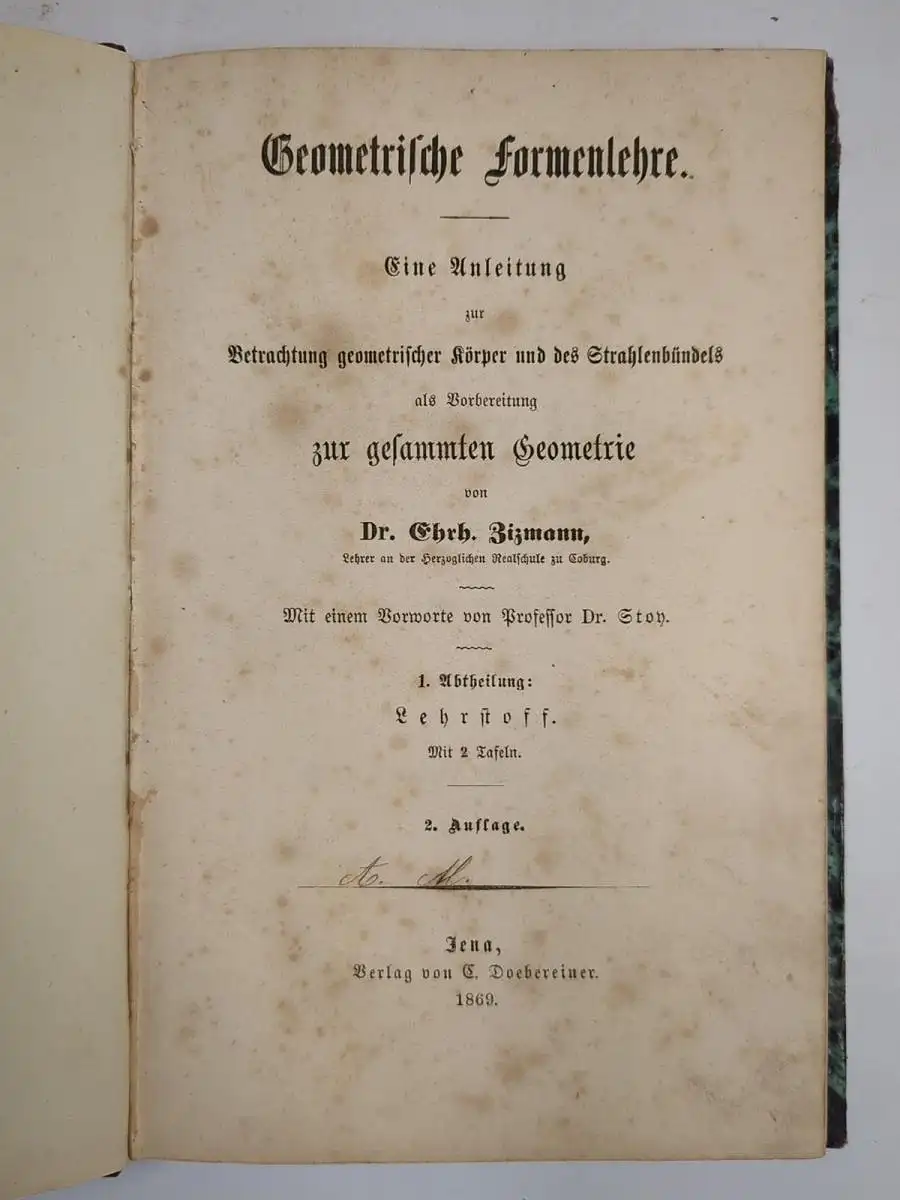 Geometrische Formenlehre.
Eine Anleitung
zur
Betrachtung geometrischer Körper und des Strahlenbündels
als Vorbereitung
zur gesammten Geometrie
von
Dr. Ehrh. Zizmann,
Lehrer an der Herzoglichen Realschule zu Coburg.
Mit einem Vorworte von Professor Dr. Stoy.
1. Abtheilung:
Lehrstoff.
Mit 2 Tafeln.
2. Auflage.
A. M.
Jena,
Verlag von C. Doebereiner.
1869.